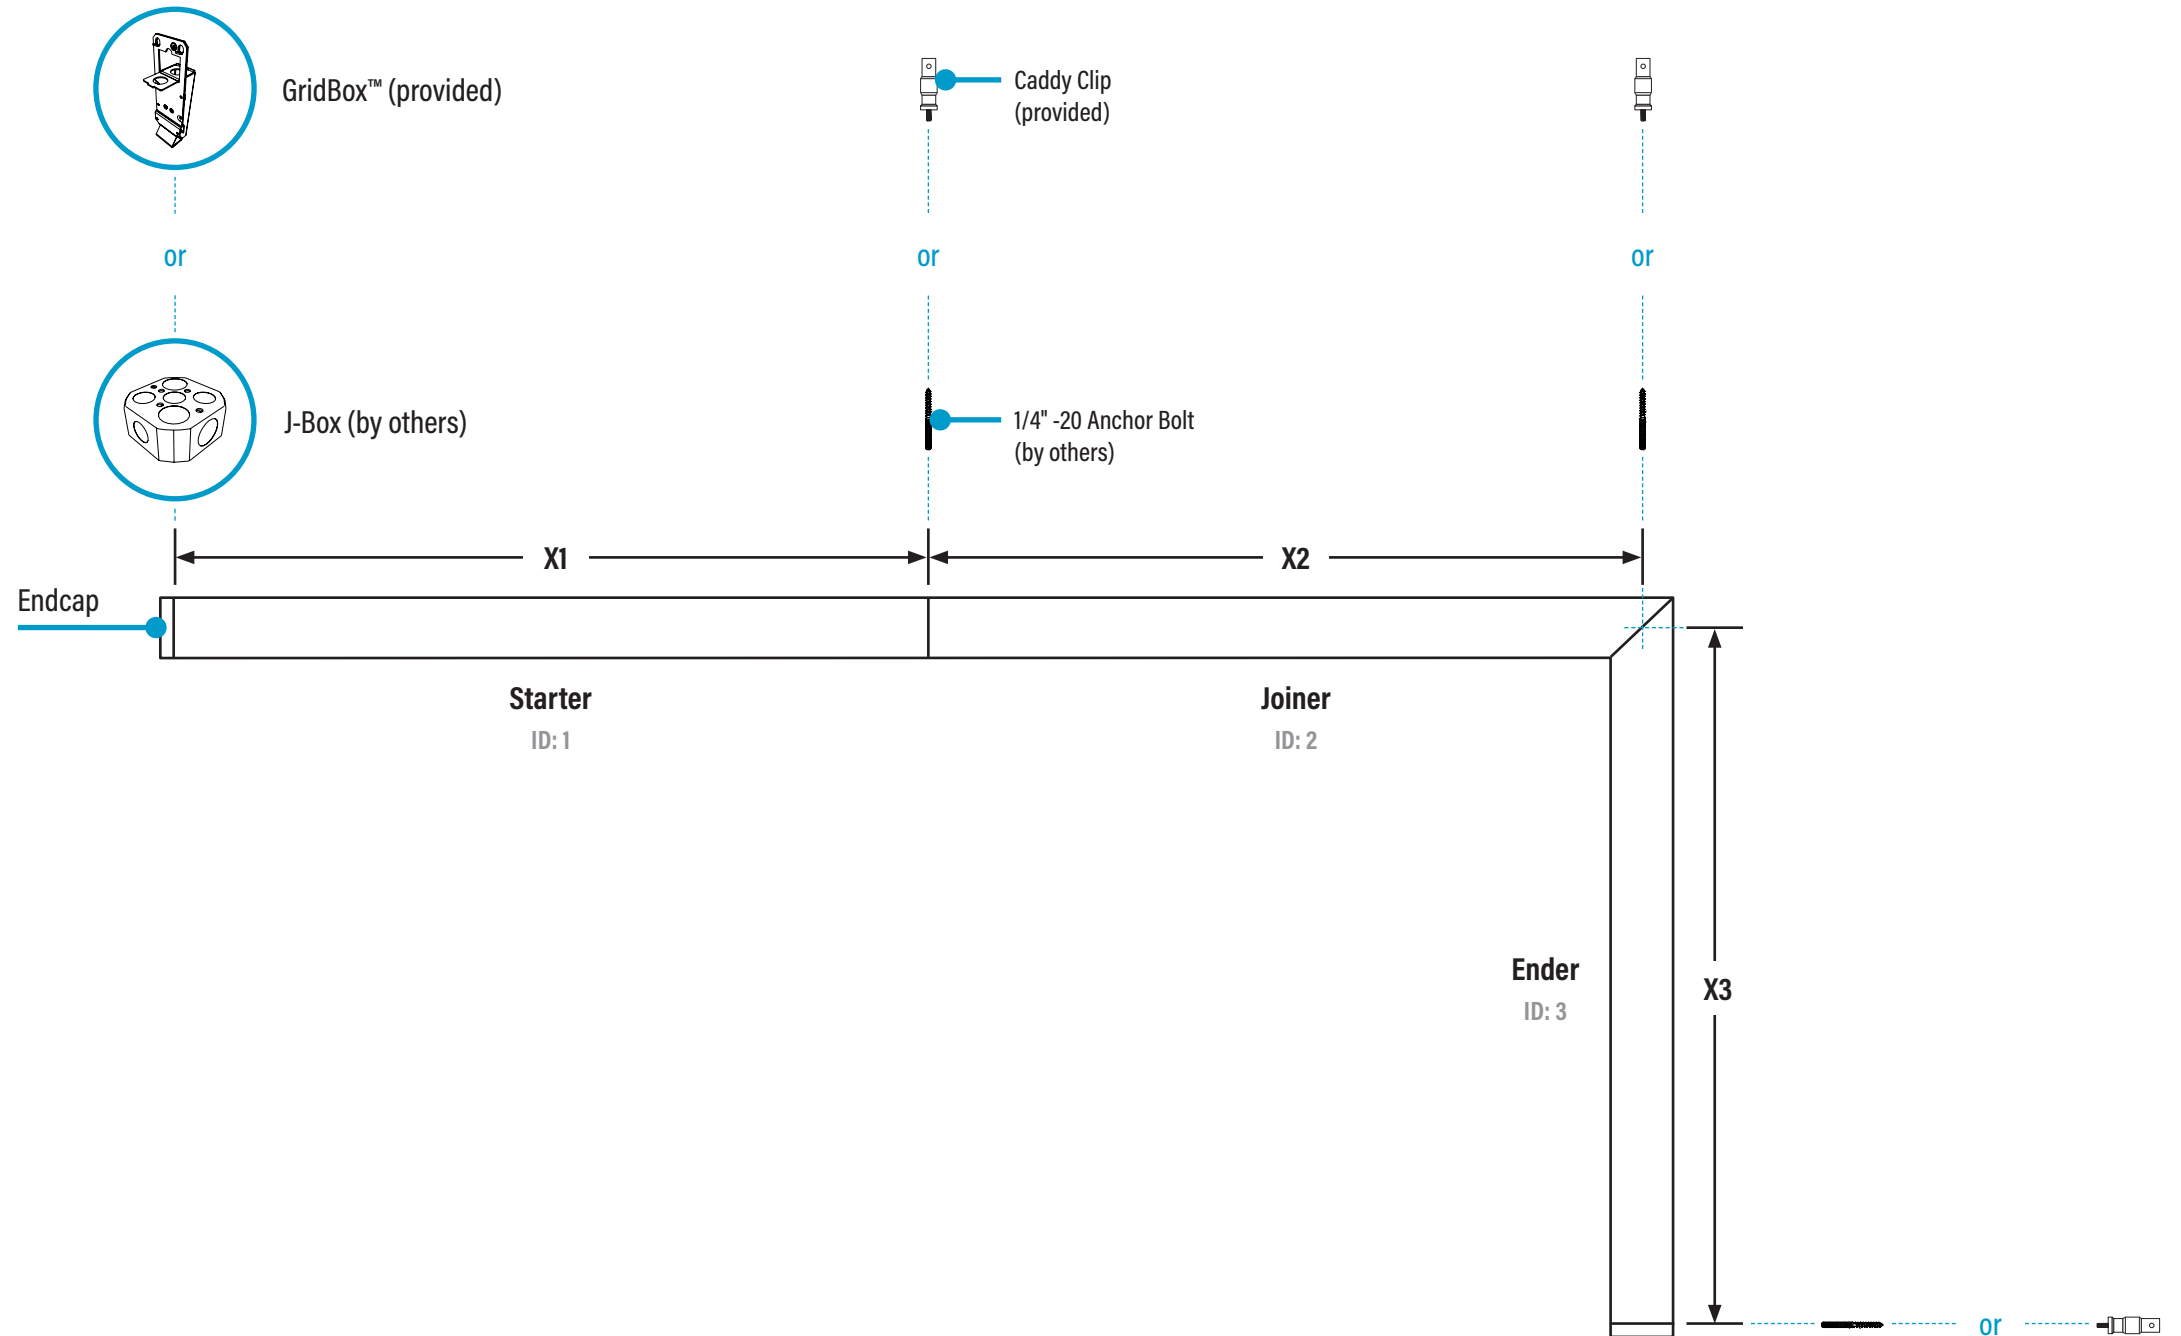 GridBox™ (provided)
Caddy Clip
(provided)
or
or
or
J-Box (by others)
1/4" -20 Anchor Bolt
(by others)
X1
X2
Endcap
Starter
ID: 1
Joiner
ID: 2
Ender
ID: 3
X3
or